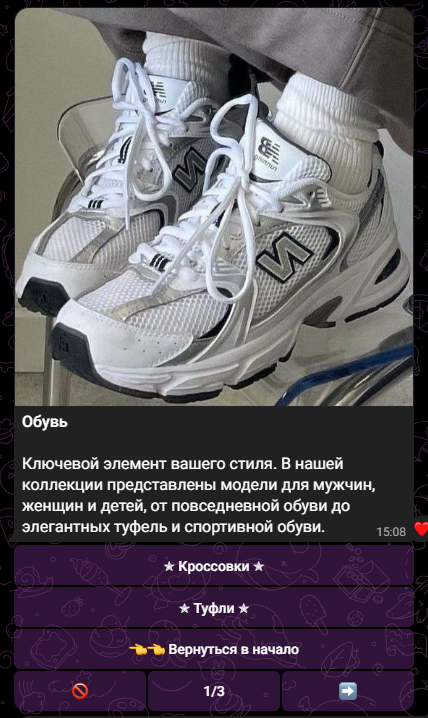 Обувь
Ключевой элемент вашего стиля. В нашей
коллекции представлены модели для мужчин,
женщин и детей, от повседневной обуви до
элегантных туфель и спортивной обуви.
15:08
★ Кроссовки ★
★ Туфли ★
👈👈 Вернуться в начало
🚫 1/3 ➡️